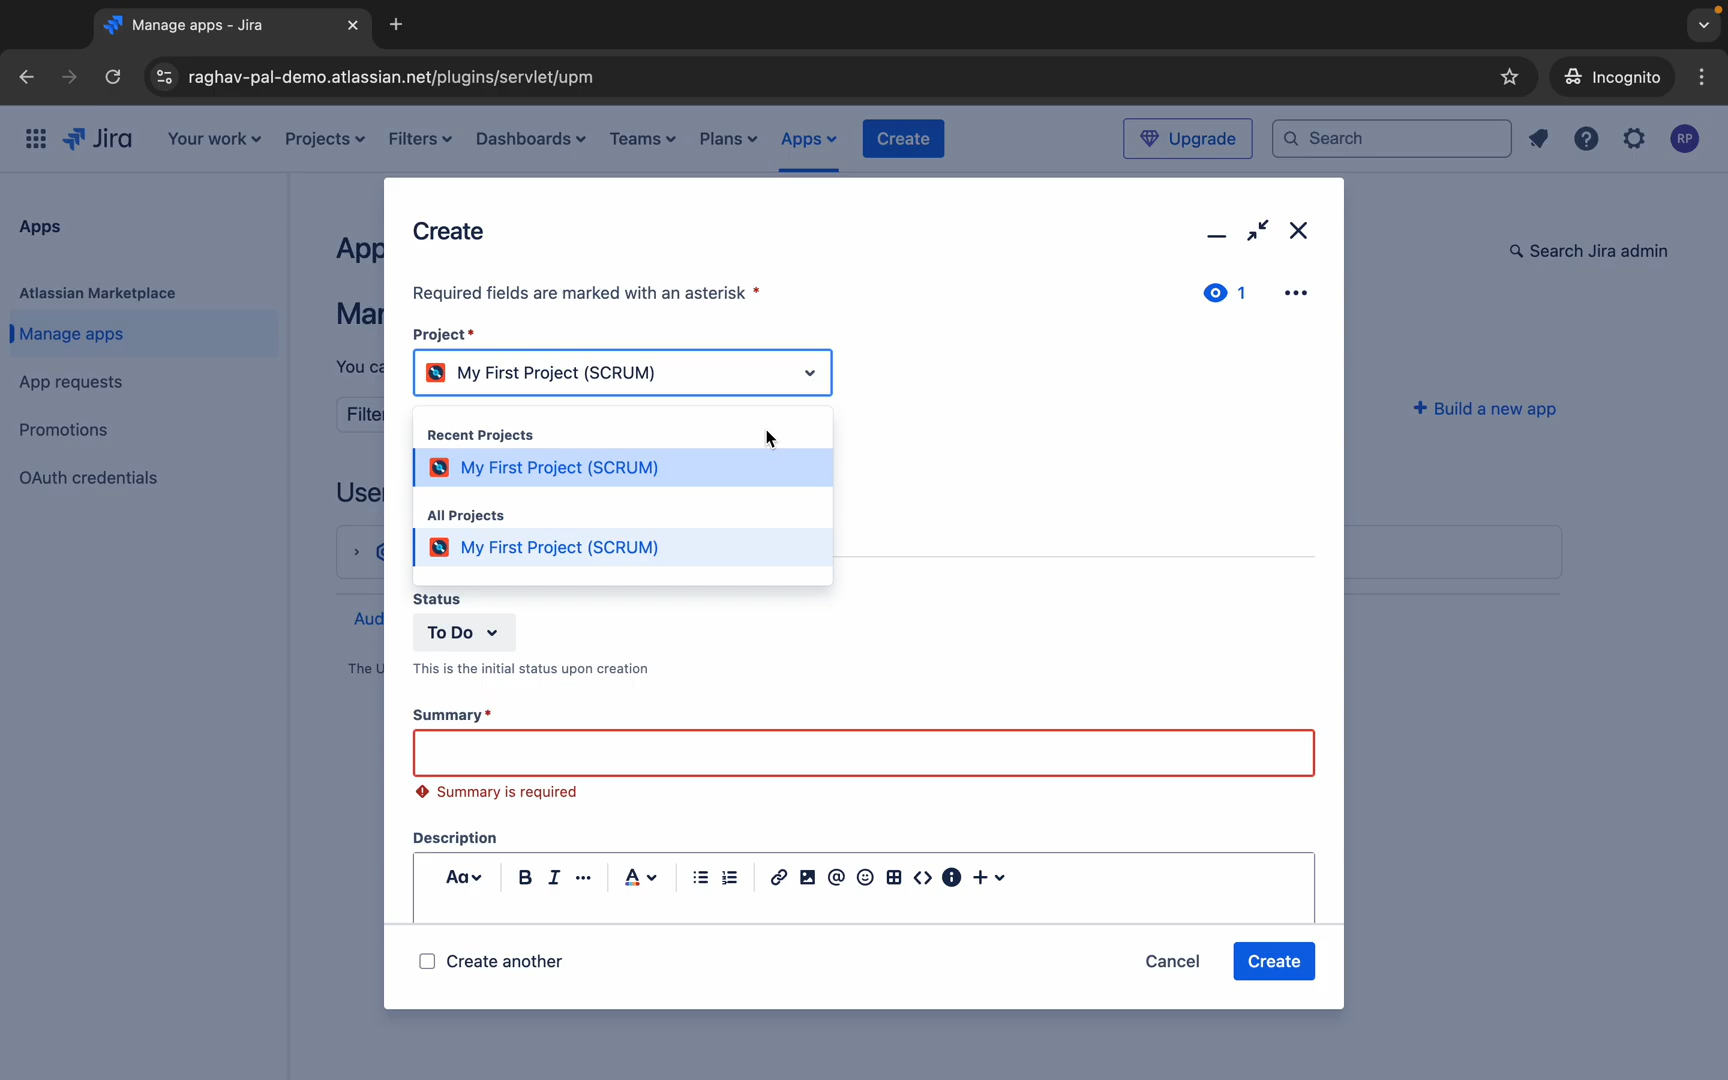 Manage apps - Jira
raghav-pal-demo.atlassian.net/plugins/servlet/upm
Incognito
Jira
Your work
Projects
Filters
Dashboards
Teams
Plans
Apps
Create
Upgrade
Search
RP
Apps
Atlassian Marketplace
Manage apps
App requests
Promotions
OAuth credentials
App
Search Jira admin
Man
You ca
Filte
+ Build a new app
User
Aud
The U
Create
Required fields are marked with an asterisk *
1
Project *
My First Project (SCRUM)
Recent Projects
My First Project (SCRUM)
All Projects
My First Project (SCRUM)
Status
To Do
This is the initial status upon creation
Summary *
Summary is required
Description
Aa
B I A
Create another
Cancel
Create